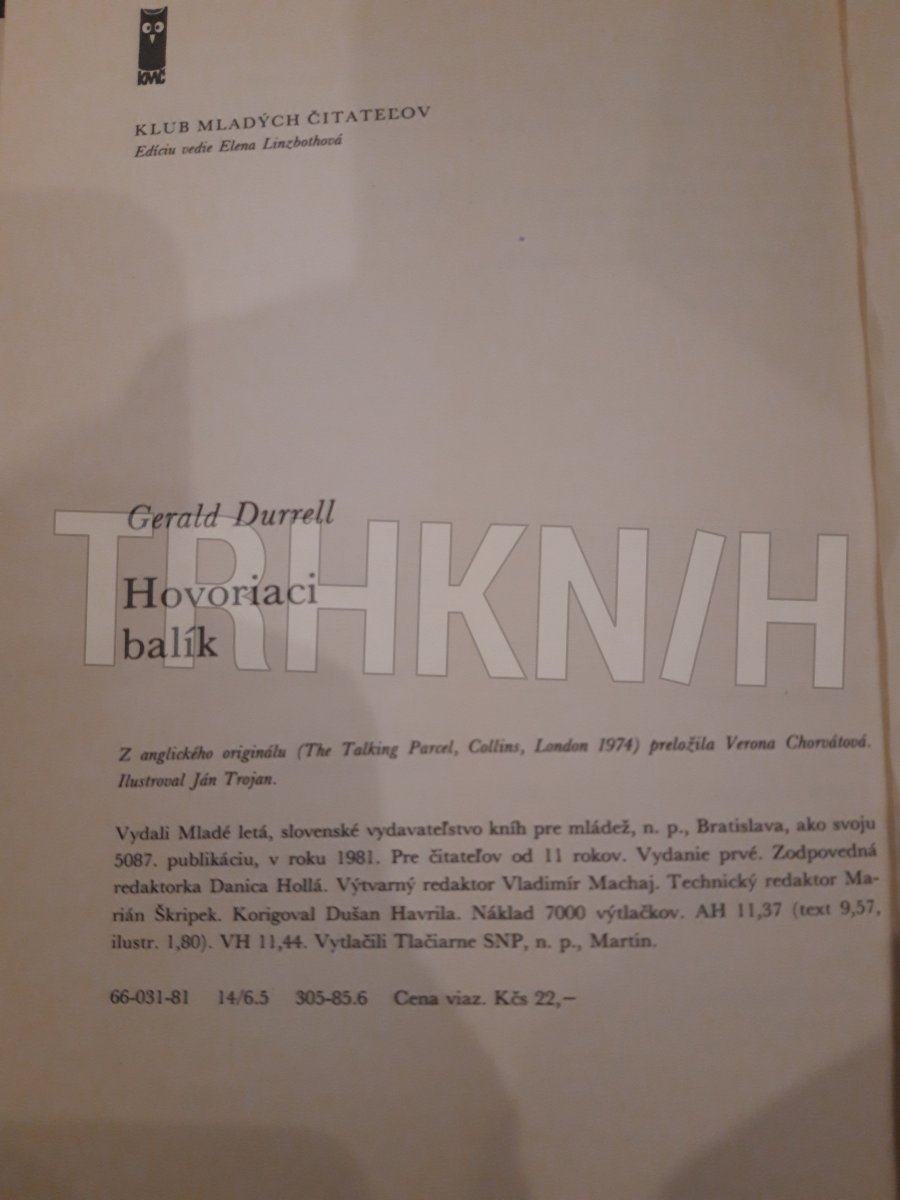 KMČ
KLUB MLADÝCH ČITATEĽOV
Edíciu vedie Elena Linzbothová
Gerald Durrell
TRHKNIH
Hovoriaci
balík
Z anglického originálu (The Talking Parcel, Collins, London 1974) preložila Verona Chorvátová.
Ilustroval Ján Trojan.
Vydali Mladé letá, slovenské vydavateľstvo kníh pre mládež, n. p., Bratislava, ako svoju
5087. publikáciu, v roku 1981. Pre čitateľov od 11 rokov. Vydanie prvé. Zodpovedná
redaktorka Danica Hollá. Výtvarný redaktor Vladimír Machaj. Technický redaktor Ma-
rián Škripek. Korigoval Dušan Havrila. Náklad 7000 výtlačkov. AH 11,37 (text 9,57,
ilustr. 1,80). VH 11,44. Vytlačili Tlačiarne SNP, n. p., Martin.
66-031-81 14/6.5 305-85.6 Cena viaz. Kčs 22,—